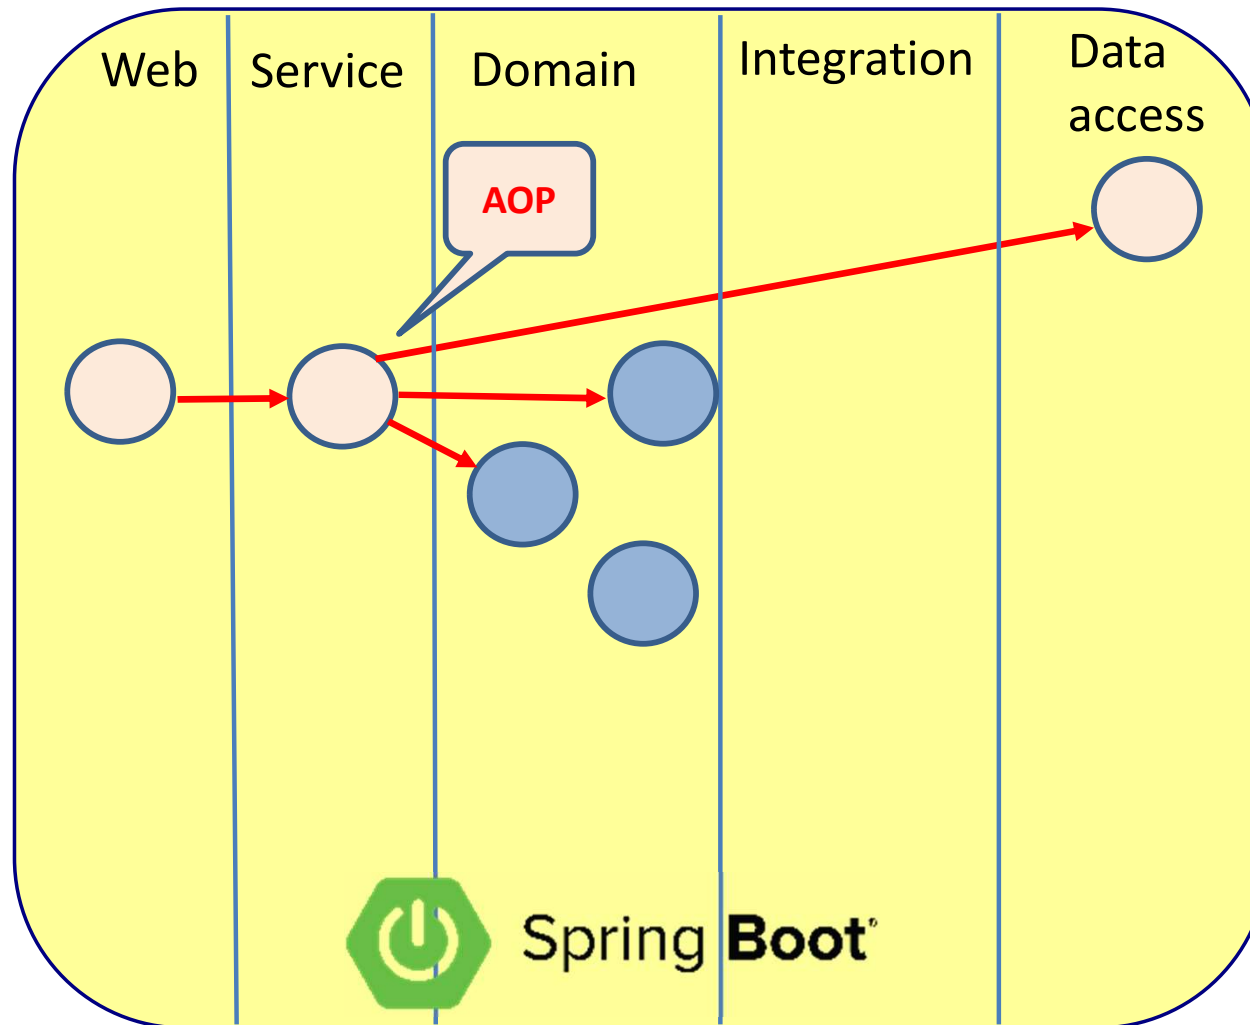 Web
Service
Domain
Integration
Data
access
AOP
Spring Boot®